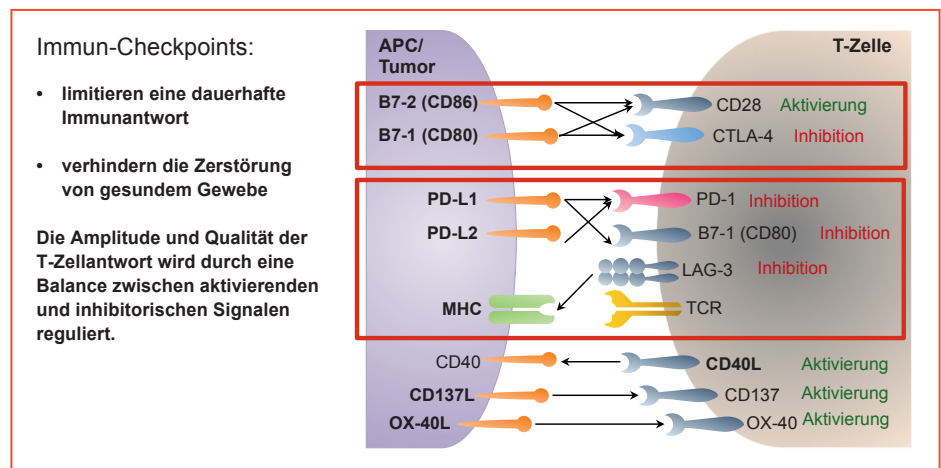 Immun-Checkpoints:
• limitieren eine dauerhafte
Immunantwort
• verhindern die Zerstörung
von gesundem Gewebe
Die Amplitude und Qualität der
T-Zellantwort wird durch eine
Balance zwischen aktivierenden
und inhibitorischen Signalen
reguliert.
APC/
Tumor
T-Zelle
B7-2 (CD86) CD28 Aktivierung
B7-1 (CD80) CTLA-4 Inhibition
PD-L1 PD-1 Inhibition
PD-L2 B7-1 (CD80) Inhibition
LAG-3 Inhibition
MHC TCR
CD40 CD40L Aktivierung
CD137L CD137 Aktivierung
OX-40L OX-40 Aktivierung